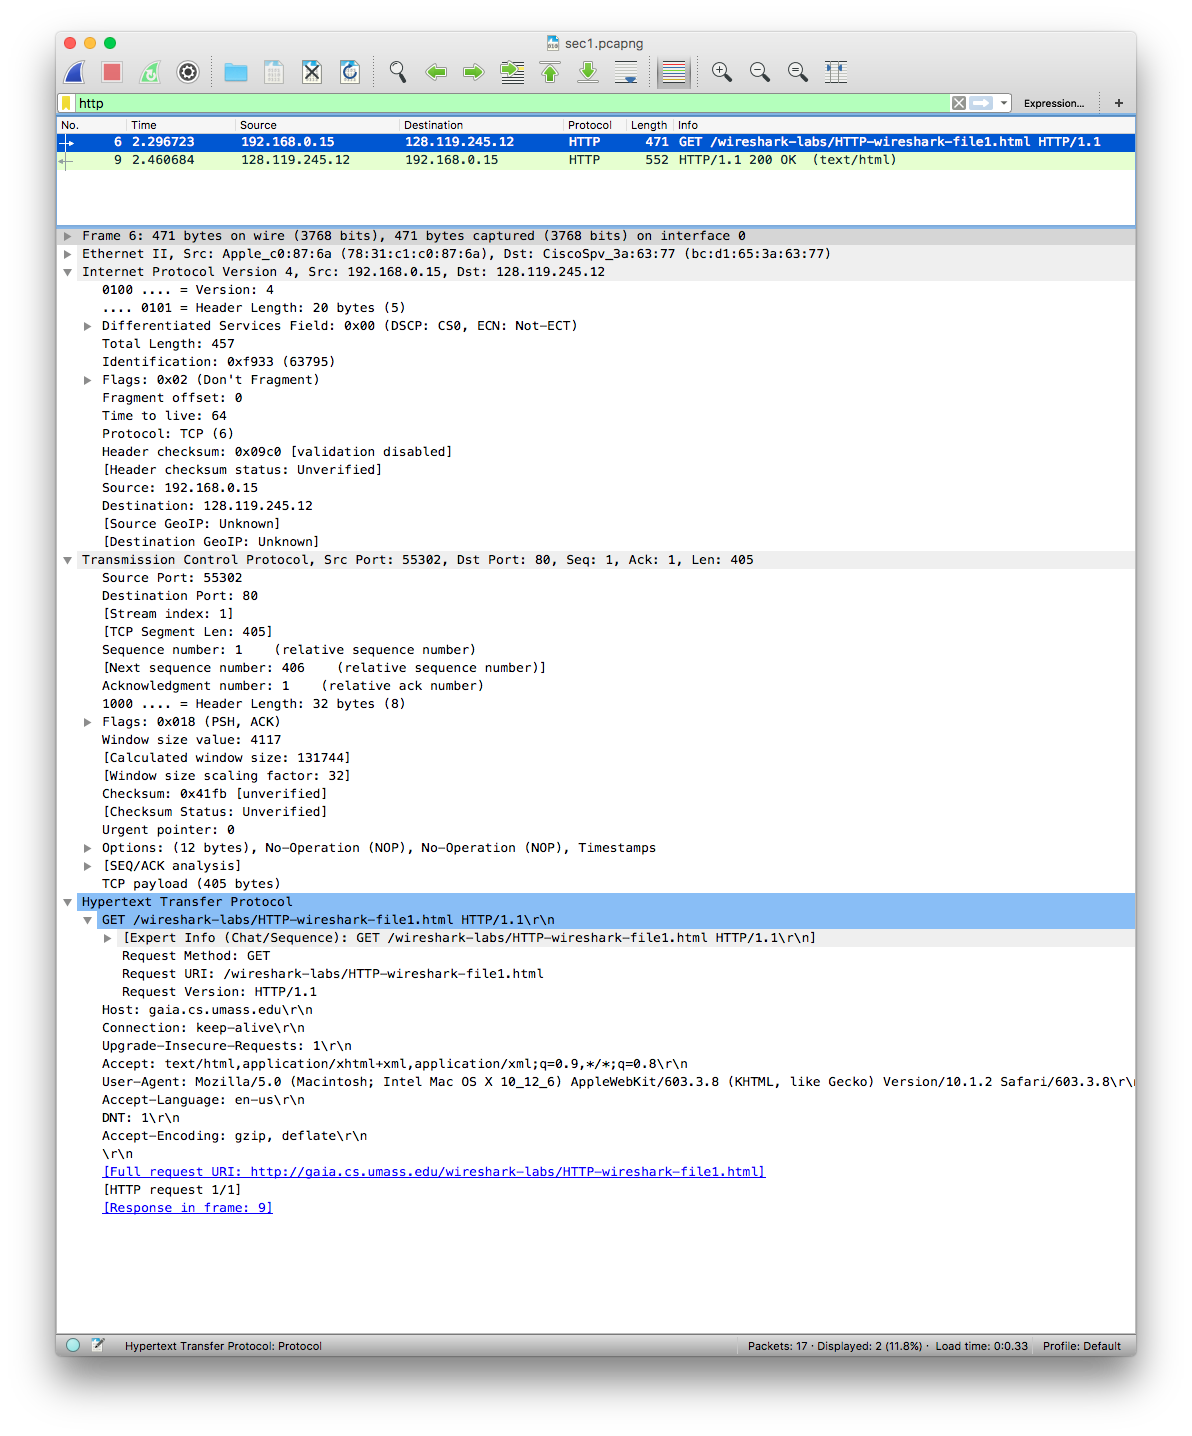 sec1.pcapng
http
Expression...
+
No. Time Source Destination Protocol Length Info
6 2.296723 192.168.0.15 128.119.245.12 HTTP 471 GET /wireshark-labs/HTTP-wireshark-file1.html HTTP/1.1
9 2.460684 128.119.245.12 192.168.0.15 HTTP 552 HTTP/1.1 200 OK (text/html)
Frame 6: 471 bytes on wire (3768 bits), 471 bytes captured (3768 bits) on interface 0
Ethernet II, Src: Apple_c0:87:6a (78:31:c1:c0:87:6a), Dst: CiscoSpv_3a:63:77 (bc:d1:65:3a:63:77)
Internet Protocol Version 4, Src: 192.168.0.15, Dst: 128.119.245.12
0100 .... = Version: 4
.... 0101 = Header Length: 20 bytes (5)
Differentiated Services Field: 0x00 (DSCP: CS0, ECN: Not-ECT)
Total Length: 457
Identification: 0xf933 (63795)
Flags: 0x02 (Don't Fragment)
Fragment offset: 0
Time to live: 64
Protocol: TCP (6)
Header checksum: 0x09c0 [validation disabled]
[Header checksum status: Unverified]
Source: 192.168.0.15
Destination: 128.119.245.12
[Source GeoIP: Unknown]
[Destination GeoIP: Unknown]
Transmission Control Protocol, Src Port: 55302, Dst Port: 80, Seq: 1, Ack: 1, Len: 405
Source Port: 55302
Destination Port: 80
[Stream index: 1]
[TCP Segment Len: 405]
Sequence number: 1 (relative sequence number)
[Next sequence number: 406 (relative sequence number)]
Acknowledgment number: 1 (relative ack number)
1000 .... = Header Length: 32 bytes (8)
Flags: 0x018 (PSH, ACK)
Window size value: 4117
[Calculated window size: 131744]
[Window size scaling factor: 32]
Checksum: 0x41fb [unverified]
[Checksum Status: Unverified]
Urgent pointer: 0
Options: (12 bytes), No-Operation (NOP), No-Operation (NOP), Timestamps
[SEQ/ACK analysis]
TCP payload (405 bytes)
Hypertext Transfer Protocol
GET /wireshark-labs/HTTP-wireshark-file1.html HTTP/1.1\r\n
[Expert Info (Chat/Sequence): GET /wireshark-labs/HTTP-wireshark-file1.html HTTP/1.1\r\n]
Request Method: GET
Request URI: /wireshark-labs/HTTP-wireshark-file1.html
Request Version: HTTP/1.1
Host: gaia.cs.umass.edu\r\n
Connection: keep-alive\r\n
Upgrade-Insecure-Requests: 1\r\n
Accept: text/html,application/xhtml+xml,application/xml;q=0.9,*/*;q=0.8\r\n
User-Agent: Mozilla/5.0 (Macintosh; Intel Mac OS X 10_12_6) AppleWebKit/603.3.8 (KHTML, like Gecko) Version/10.1.2 Safari/603.3.8\r\n
Accept-Language: en-us\r\n
DNT: 1\r\n
Accept-Encoding: gzip, deflate\r\n
\r\n
[Full request URI: http://gaia.cs.umass.edu/wireshark-labs/HTTP-wireshark-file1.html]
[HTTP request 1/1]
[Response in frame: 9]
Hypertext Transfer Protocol: Protocol
Packets: 17 · Displayed: 2 (11.8%) · Load time: 0:0.33
Profile: Default